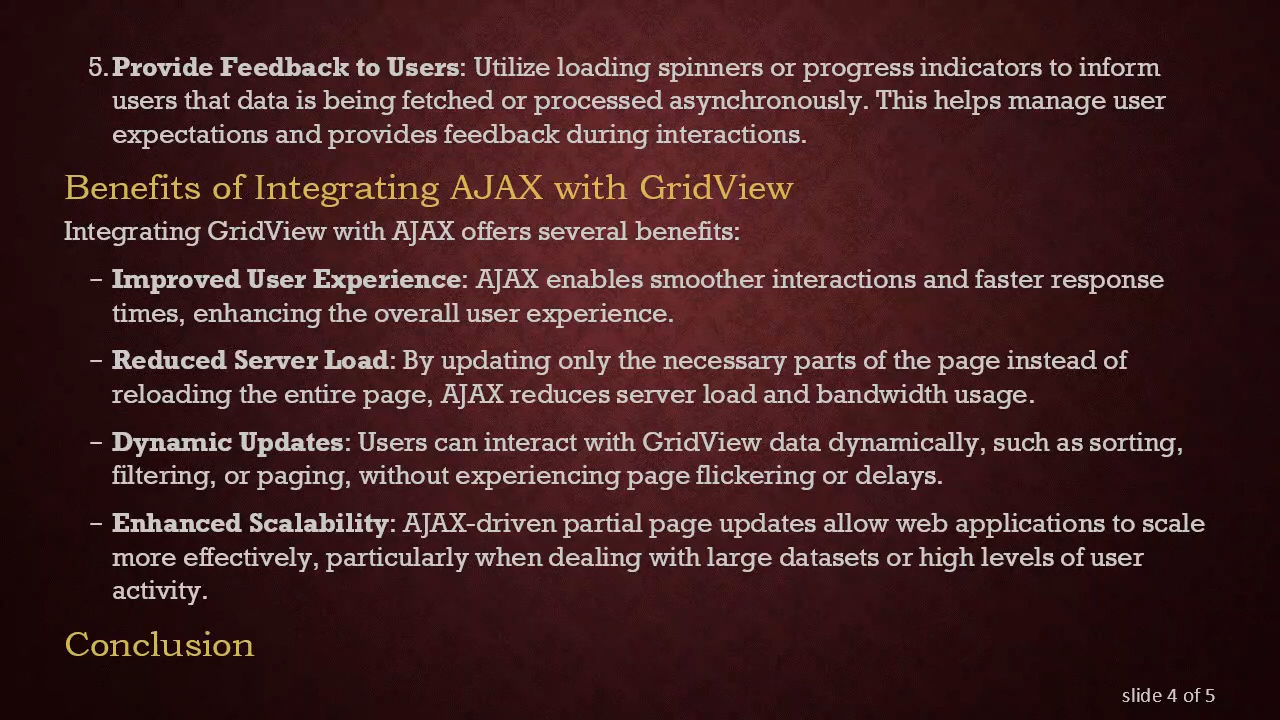 5. Provide Feedback to Users: Utilize loading spinners or progress indicators to inform
users that data is being fetched or processed asynchronously. This helps manage user
expectations and provides feedback during interactions.
Benefits of Integrating AJAX with GridView
Integrating GridView with AJAX offers several benefits:
– Improved User Experience: AJAX enables smoother interactions and faster response
times, enhancing the overall user experience.
– Reduced Server Load: By updating only the necessary parts of the page instead of
reloading the entire page, AJAX reduces server load and bandwidth usage.
– Dynamic Updates: Users can interact with GridView data dynamically, such as sorting,
filtering, or paging, without experiencing page flickering or delays.
– Enhanced Scalability: AJAX-driven partial page updates allow web applications to scale
more effectively, particularly when dealing with large datasets or high levels of user
activity.
Conclusion
slide 4 of 5